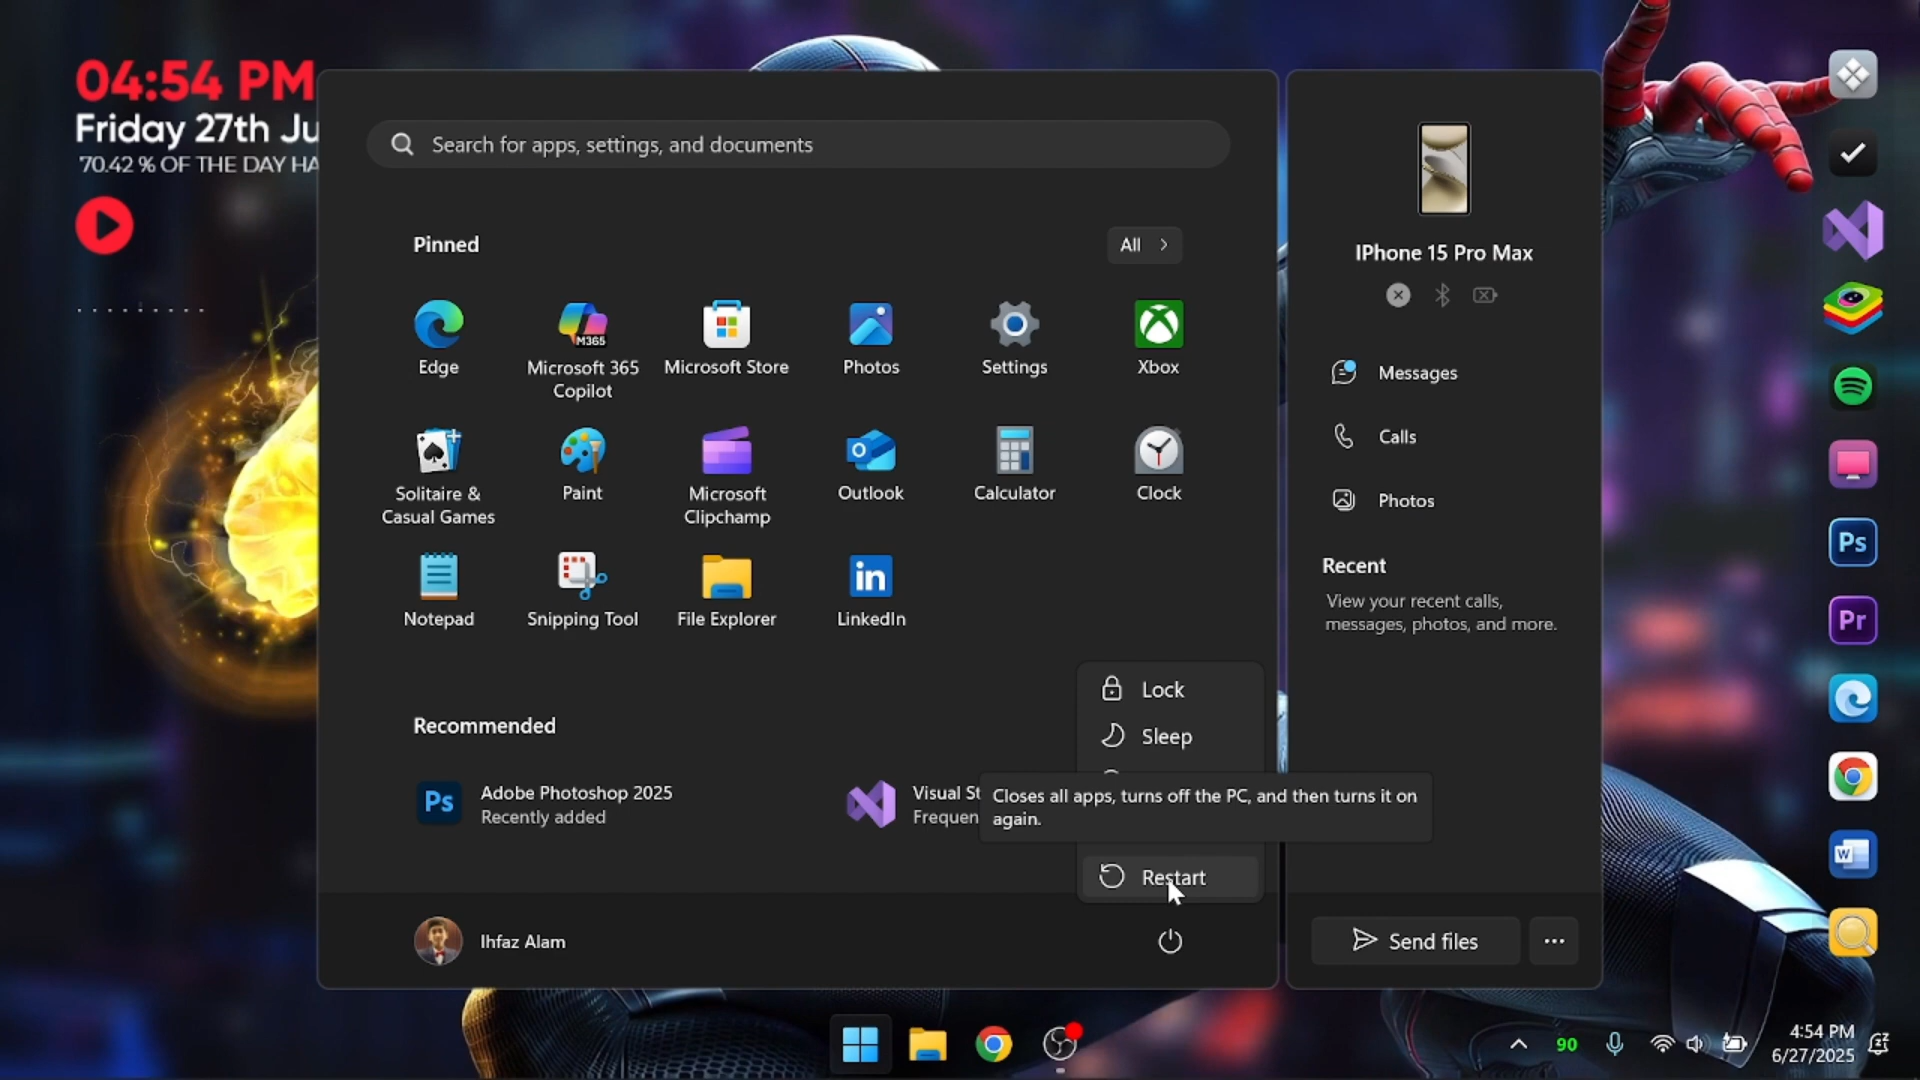 04:54 PM
Friday 27th Ju
70.42 % OF THE DAY HA
Search for apps, settings, and documents
Pinned
All
Edge
M365
Microsoft 365
Copilot
Microsoft Store
Photos
Settings
Xbox
Solitaire &
Casual Games
Paint
Microsoft
Clipchamp
Outlook
Calculator
Clock
Notepad
Snipping Tool
File Explorer
in
LinkedIn
Recommended
Ps
Adobe Photoshop 2025
Recently added
Visual St
Frequen
Lock
Sleep
Closes all apps, turns off the PC, and then turns it on
again.
Restart
Ihfaz Alam
IPhone 15 Pro Max
Messages
Calls
Photos
Recent
View your recent calls,
messages, photos, and more.
Send files
Ps
Pr
W
90
4:54 PM
6/27/2025